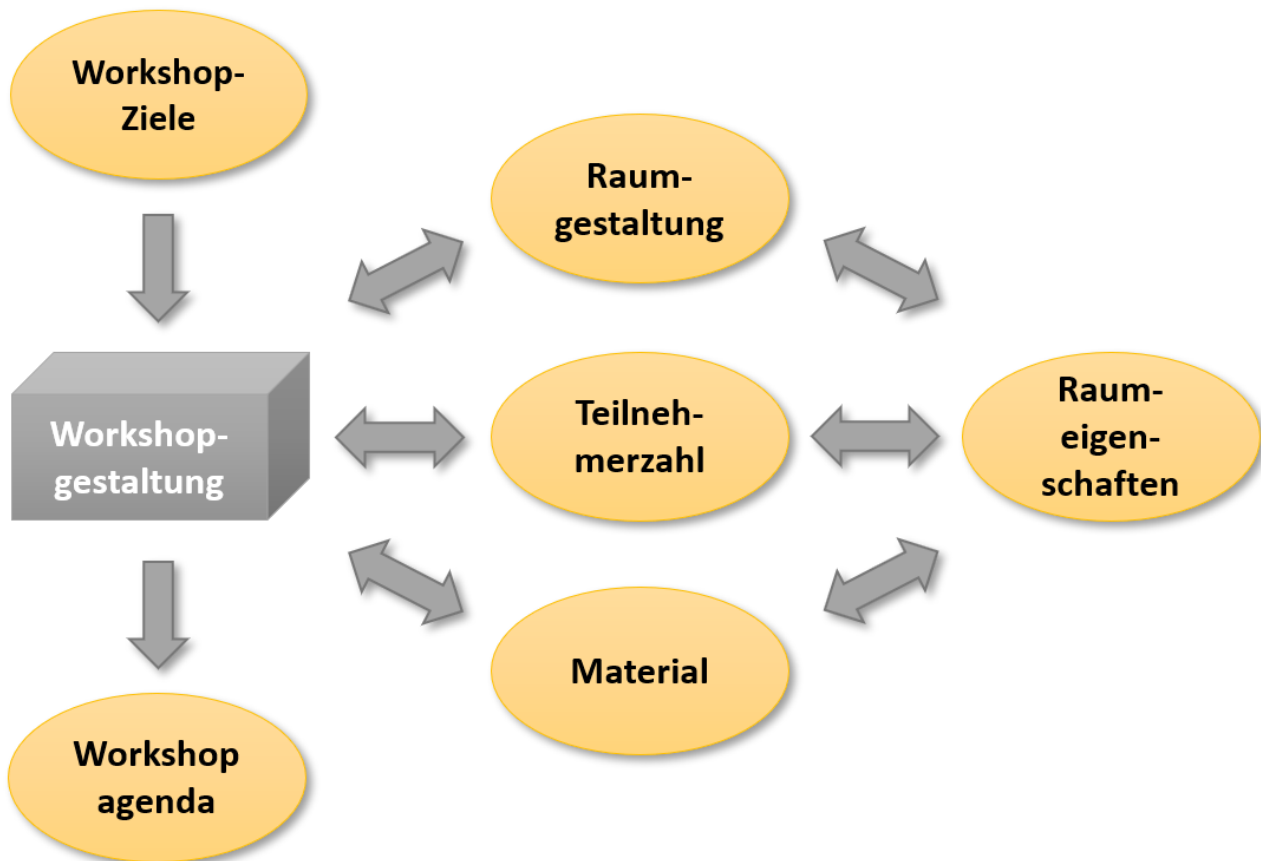 Workshop-
Ziele
Raum-
gestaltung
Workshop-
gestaltung
Teilneh-
merzahl
Raum-
eigen-
schaften
Material
Workshop
agenda